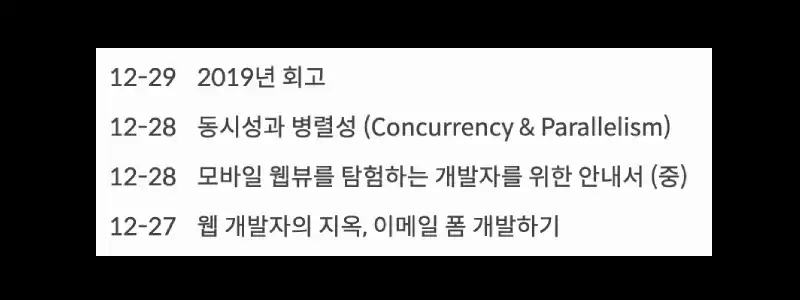 12-29 2019년 회고
12-28 동시성과 병렬성 (Concurrency & Parallelism)
12-28 모바일 웹뷰를 탐험하는 개발자를 위한 안내서 (중)
12-27 웹 개발자의 지옥, 이메일 폼 개발하기